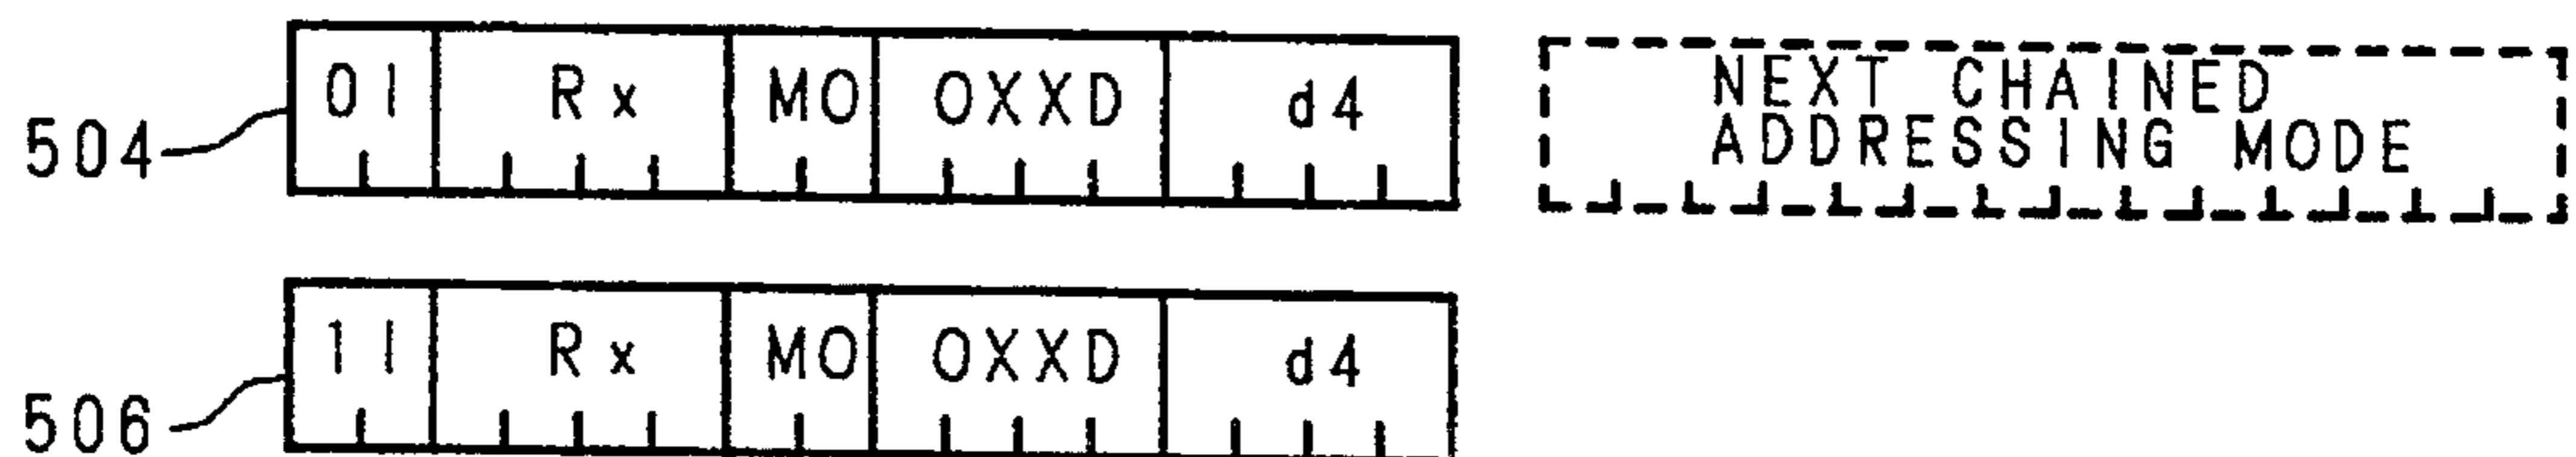 504 01 Rx M0 0XXD d4 NEXT CHAINED
ADDRESSING MODE
506 11 Rx M0 0XXD d4